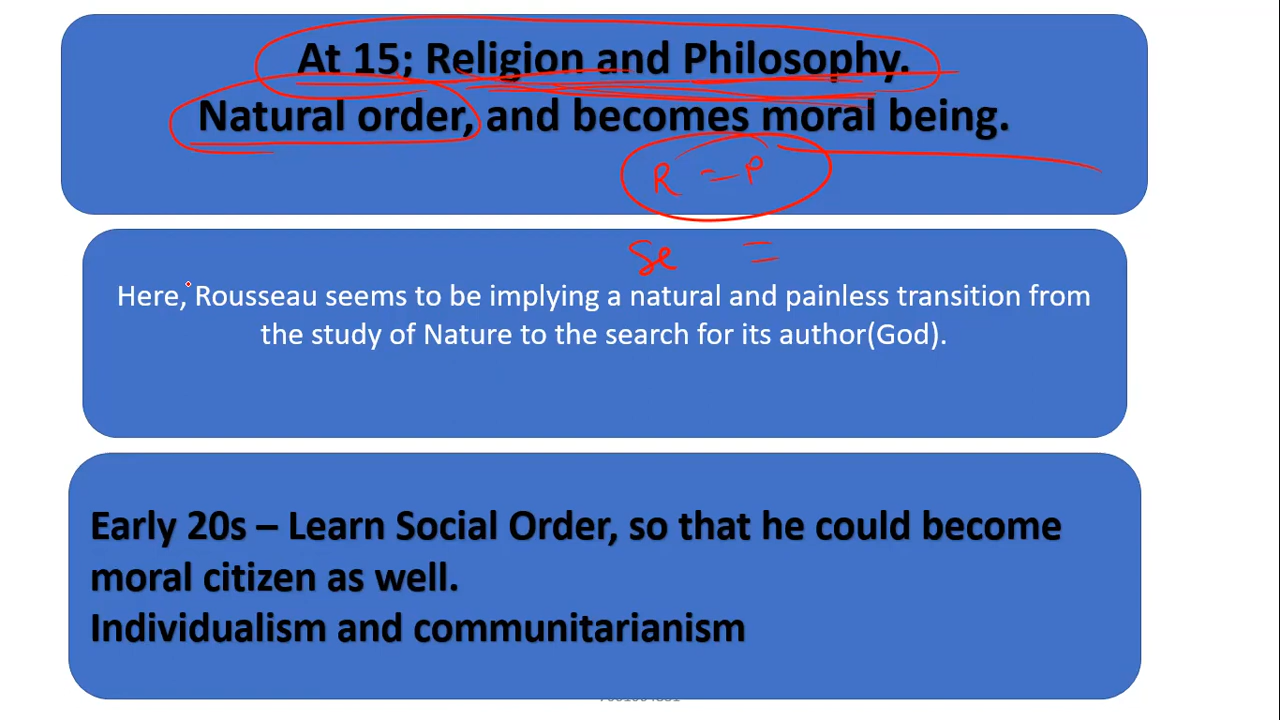 At 15; Religion and Philosophy.
Natural order, and becomes moral being.
R = P
Se =
Here, Rousseau seems to be implying a natural and painless transition from
the study of Nature to the search for its author(God).
Early 20s – Learn Social Order, so that he could become
moral citizen as well.
Individualism and communitarianism